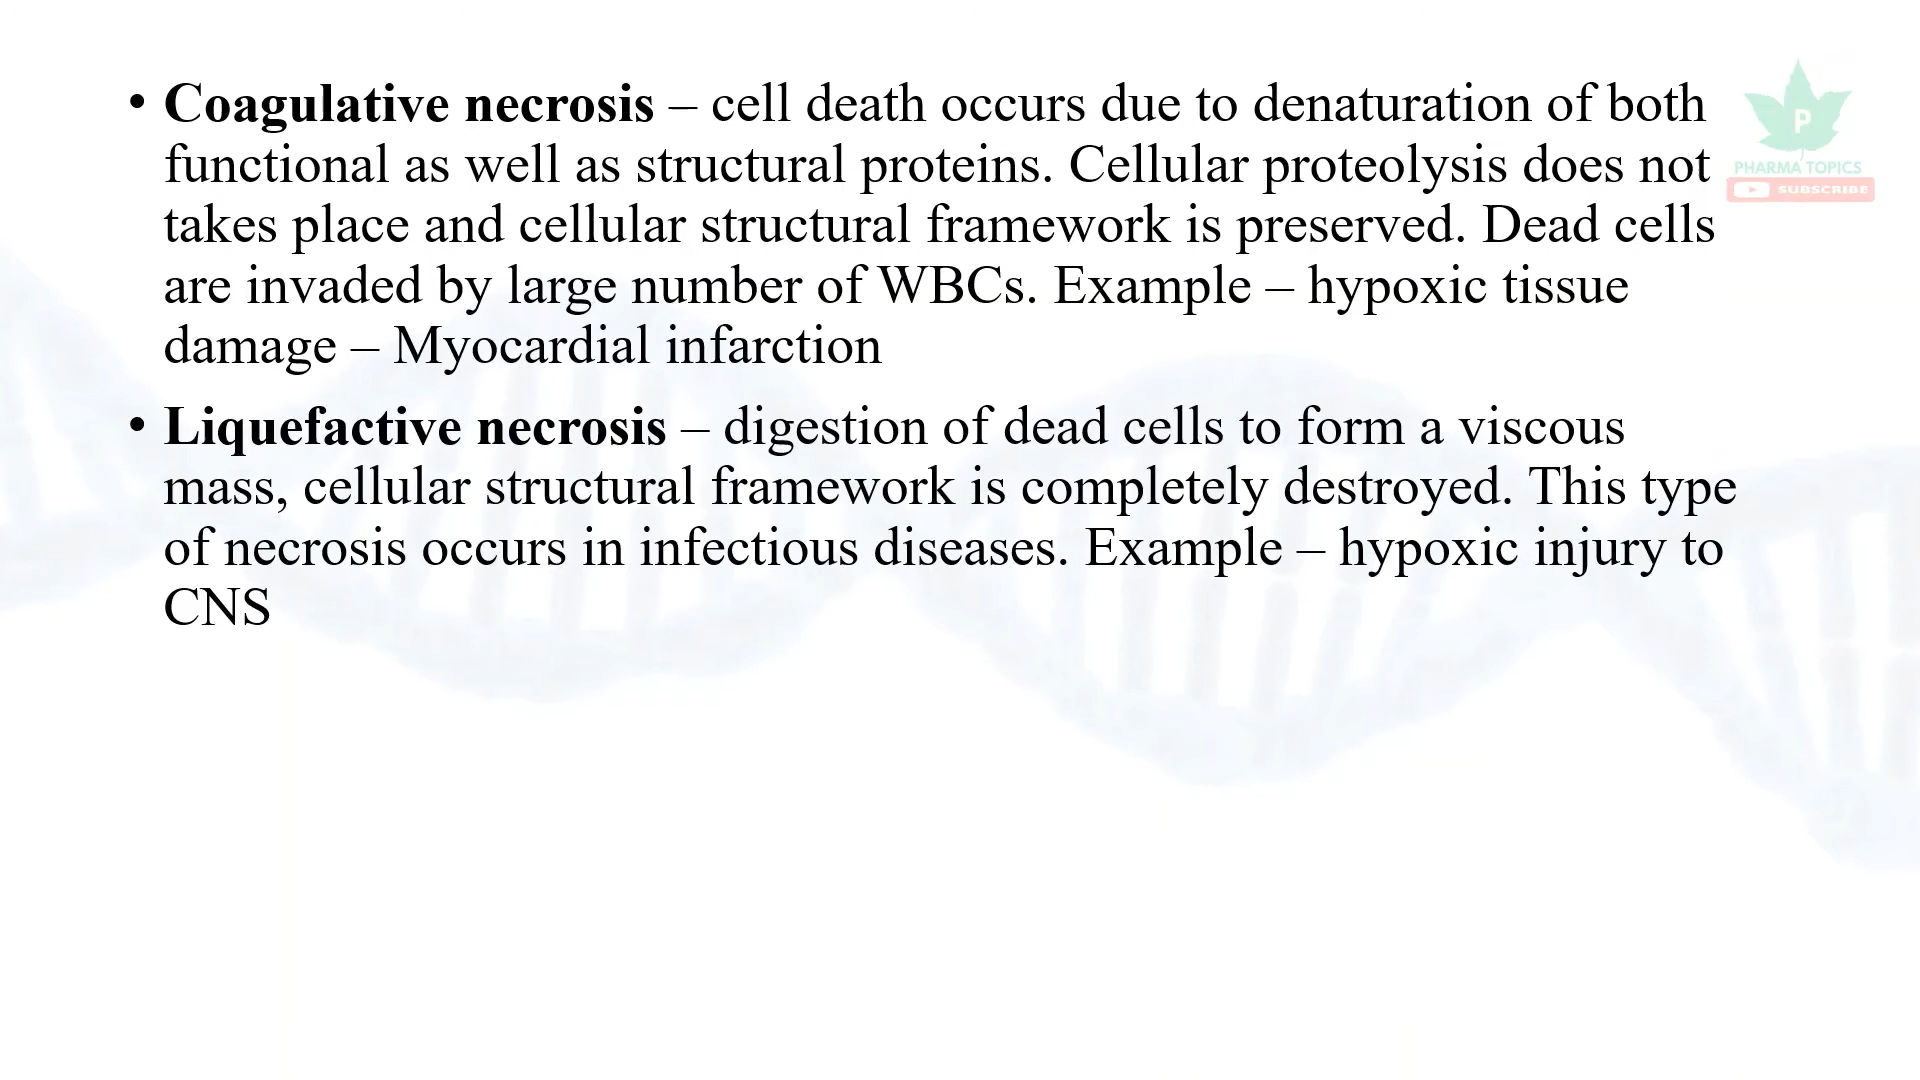 • Coagulative necrosis – cell death occurs due to denaturation of both
functional as well as structural proteins. Cellular proteolysis does not
takes place and cellular structural framework is preserved. Dead cells
are invaded by large number of WBCs. Example – hypoxic tissue
damage – Myocardial infarction
• Liquefactive necrosis – digestion of dead cells to form a viscous
mass, cellular structural framework is completely destroyed. This type
of necrosis occurs in infectious diseases. Example – hypoxic injury to
CNS
P
PHARMA TOPICS
SUBSCRIBE